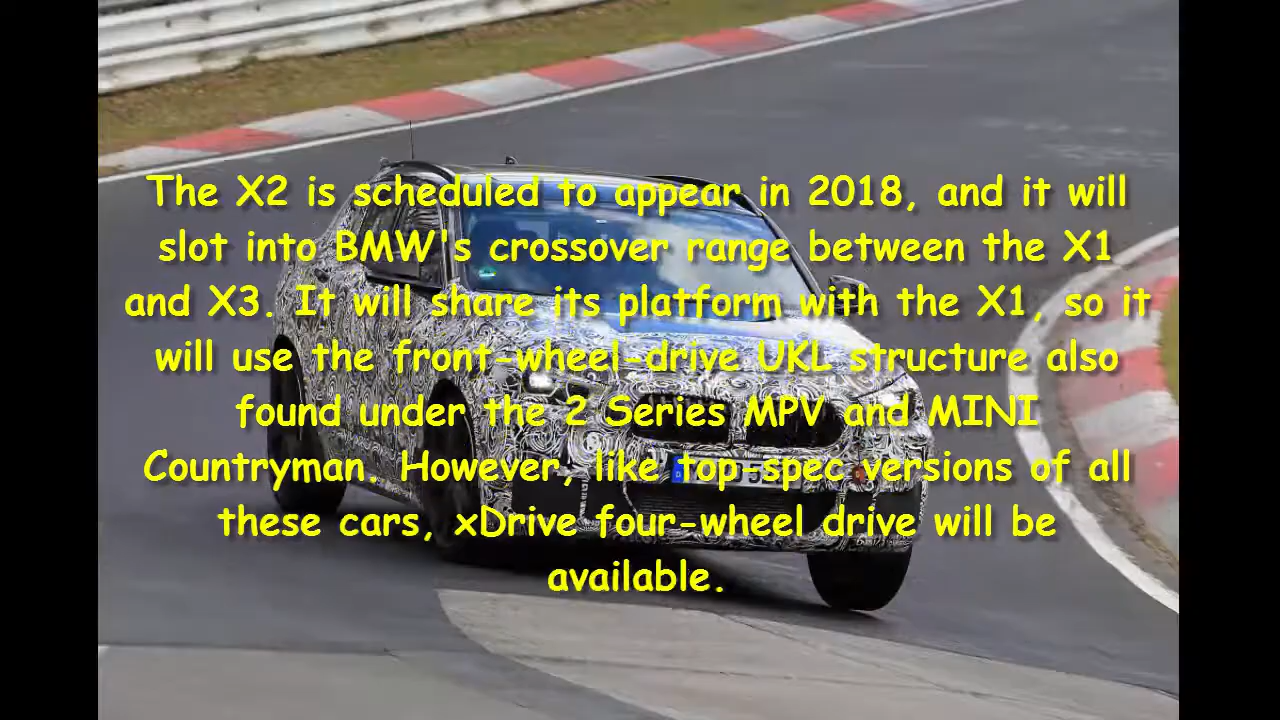 The X2 is scheduled to appear in 2018, and it will
slot into BMW's crossover range between the X1
and X3. It will share its platform with the X1, so it
will use the front-wheel-drive UKL structure also
found under the 2 Series MPV and MINI
Countryman. However, like top-spec versions of all
these cars, xDrive four-wheel drive will be
available.